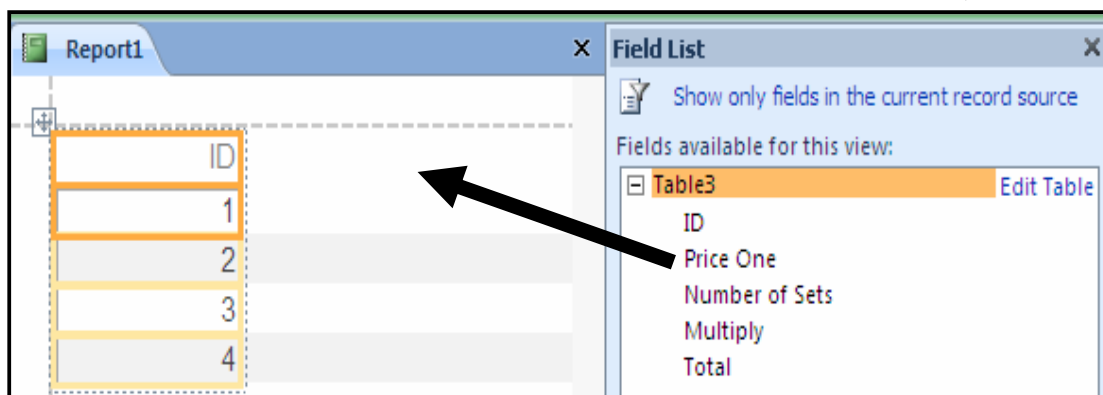 Report1
ID
1
2
3
4
Field List
Show only fields in the current record source
Fields available for this view:
Table3 Edit Table
ID
Price One
Number of Sets
Multiply
Total